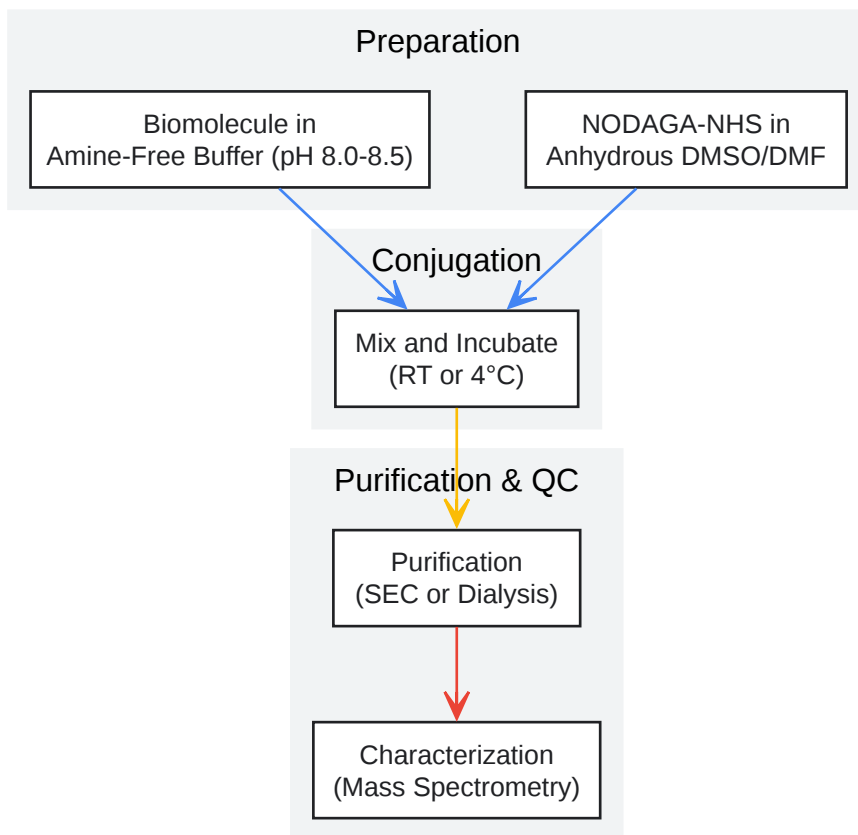 Preparation
Biomolecule in
Amine-Free Buffer (pH 8.0-8.5)
NODAGA-NHS in
Anhydrous DMSO/DMF
Conjugation
Mix and Incubate
(RT or 4°C)
Purification & QC
Purification
(SEC or Dialysis)
Characterization
(Mass Spectrometry)